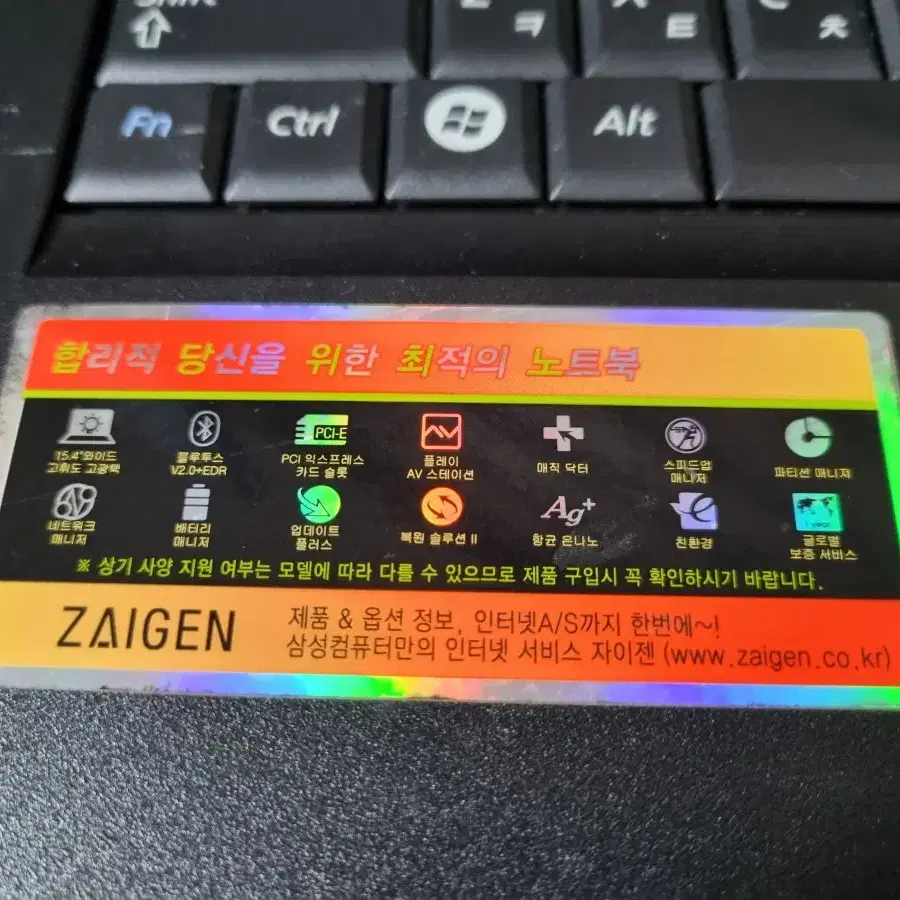 Shift
ㅋ ㅌ ㅊ
Fn Ctrl Alt
합리적 당신을 위한 최적의 노트북
15.4"와이드
고휘도 고광택
블루투스
V2.0+EDR
PCI-E
PCI 익스프레스
카드 슬롯
플레이
AV 스테이션
매직 닥터
스피드업
매니저
파티션 매니저
네트워크
매니저
배터리
매니저
업데이트
플러스
복원 솔루션 II
Ag+
항균 은나노
친환경
1 year
글로벌
보증 서비스
※ 상기 사양 지원 여부는 모델에 따라 다를 수 있으므로 제품 구입시 꼭 확인하시기 바랍니다.
ZAIGEN
제품 & 옵션 정보, 인터넷A/S까지 한번에~!
삼성컴퓨터만의 인터넷 서비스 자이젠 (www.zaigen.co.kr)